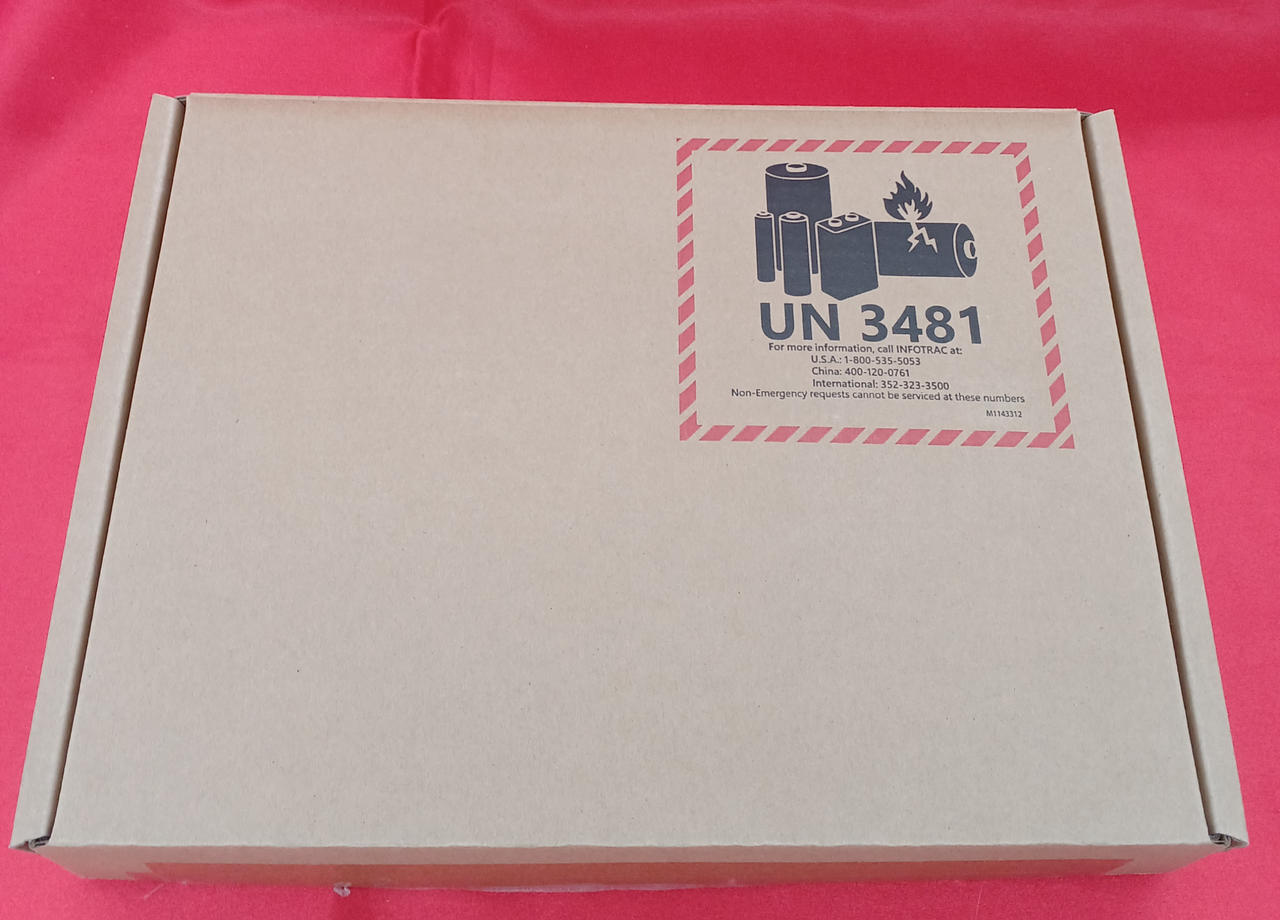 UN 3481
For more information, call INFOTRAC at:
U.S.A.: 1-800-535-5053
China: 400-120-0761
International: 352-323-3500
Non-Emergency requests cannot be serviced at these numbers
M1143312